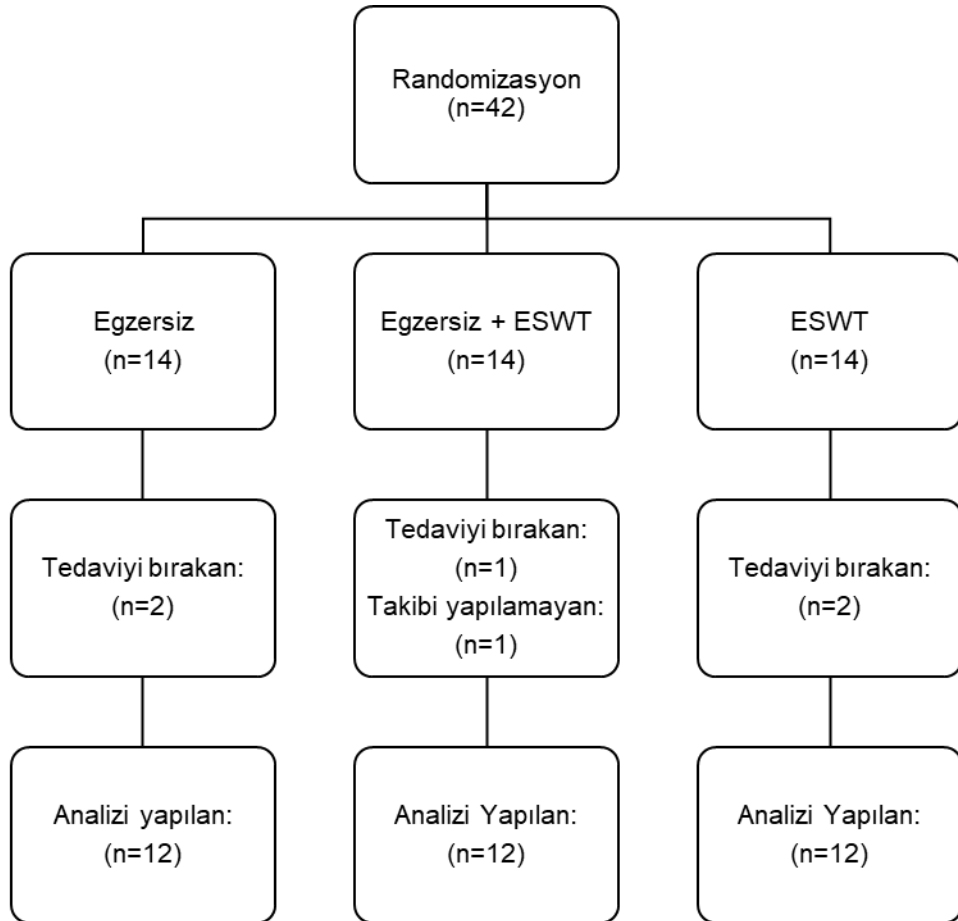 Randomizasyon
(n=42)
Egzersiz
(n=14)
Egzersiz + ESWT
(n=14)
ESWT
(n=14)
Tedaviyi bırakan:
(n=2)
Tedaviyi bırakan:
(n=1)
Takibi yapılamayan:
(n=1)
Tedaviyi bırakan:
(n=2)
Analizi yapılan:
(n=12)
Analizi Yapılan:
(n=12)
Analizi Yapılan:
(n=12)